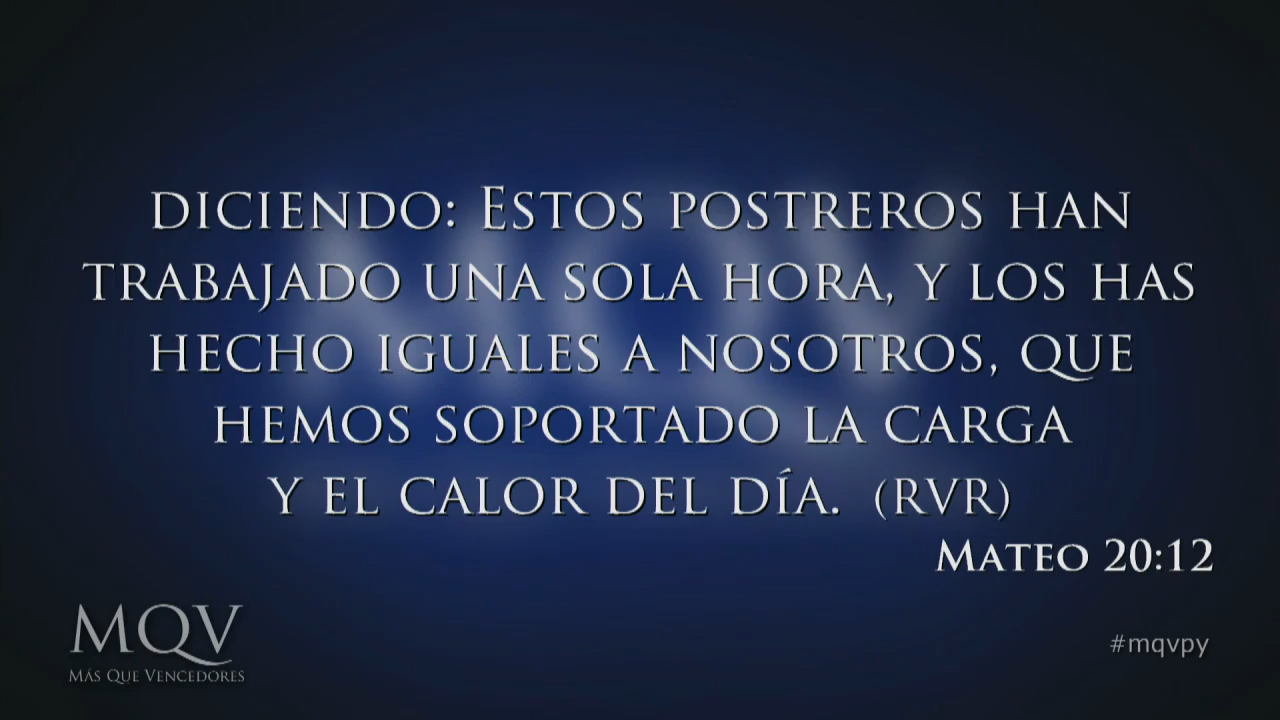 DICIENDO: ESTOS POSTREROS HAN
TRABAJADO UNA SOLA HORA, Y LOS HAS
HECHO IGUALES A NOSOTROS, QUE
HEMOS SOPORTADO LA CARGA
Y EL CALOR DEL DÍA. (RVR)
MATEO 20:12
MQV
MÁS QUE VENCEDORES
#mqvpy